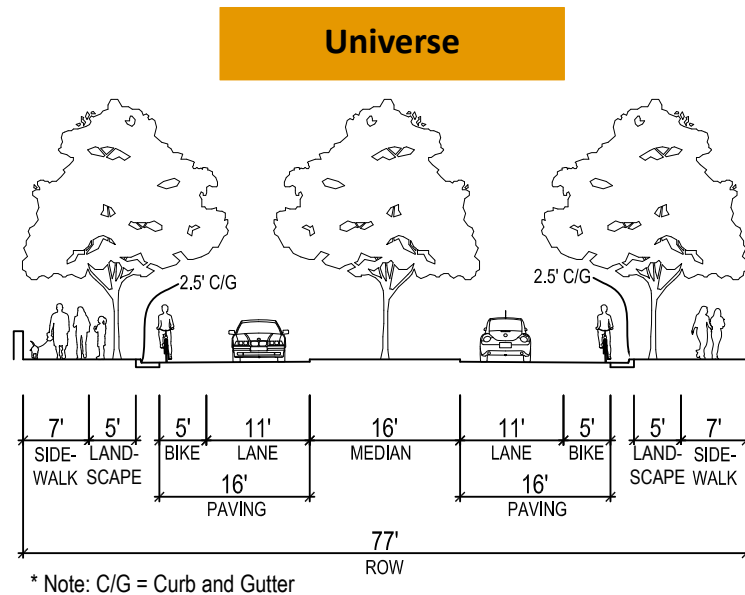 Universe
2.5' C/G
2.5' C/G
7' 5' 5' 11' 16' 11' 5' 5' 7'
SIDE- LAND- BIKE LANE MEDIAN LANE BIKE LAND- SIDE-
WALK SCAPE SCAPE WALK
16' 16'
PAVING PAVING
77'
ROW
* Note: C/G = Curb and Gutter